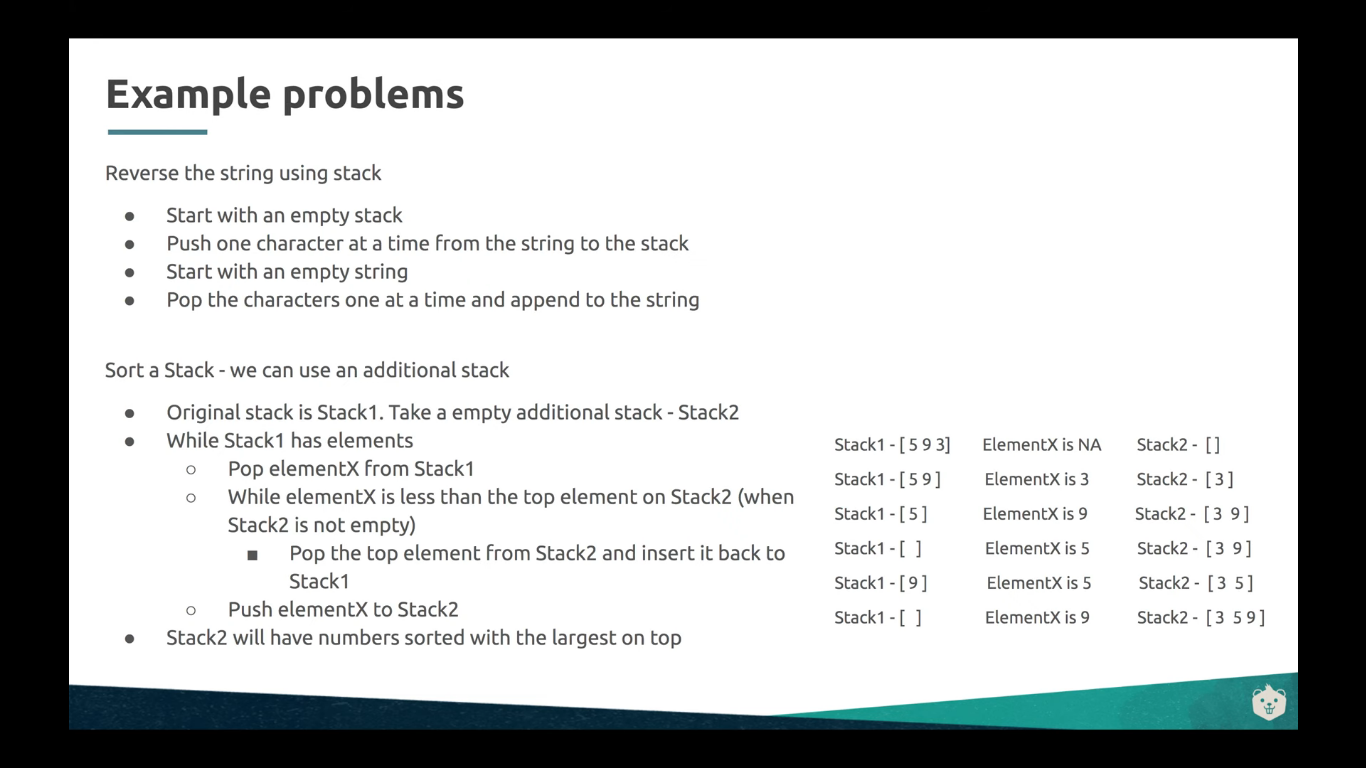 Example problems
Reverse the string using stack
● Start with an empty stack
● Push one character at a time from the string to the stack
● Start with an empty string
● Pop the characters one at a time and append to the string
Sort a Stack - we can use an additional stack
● Original stack is Stack1. Take a empty additional stack - Stack2
● While Stack1 has elements
○ Pop elementX from Stack1
○ While elementX is less than the top element on Stack2 (when
Stack2 is not empty)
■ Pop the top element from Stack2 and insert it back to
Stack1
○ Push elementX to Stack2
● Stack2 will have numbers sorted with the largest on top
Stack1 - [ 5 9 3] ElementX is NA Stack2 - [ ]
Stack1 - [ 5 9 ] ElementX is 3 Stack2 - [ 3 ]
Stack1 - [ 5 ] ElementX is 9 Stack2 - [ 3 9 ]
Stack1 - [ ] ElementX is 5 Stack2 - [ 3 9 ]
Stack1 - [ 9 ] ElementX is 5 Stack2 - [ 3 5 ]
Stack1 - [ ] ElementX is 9 Stack2 - [ 3 5 9 ]